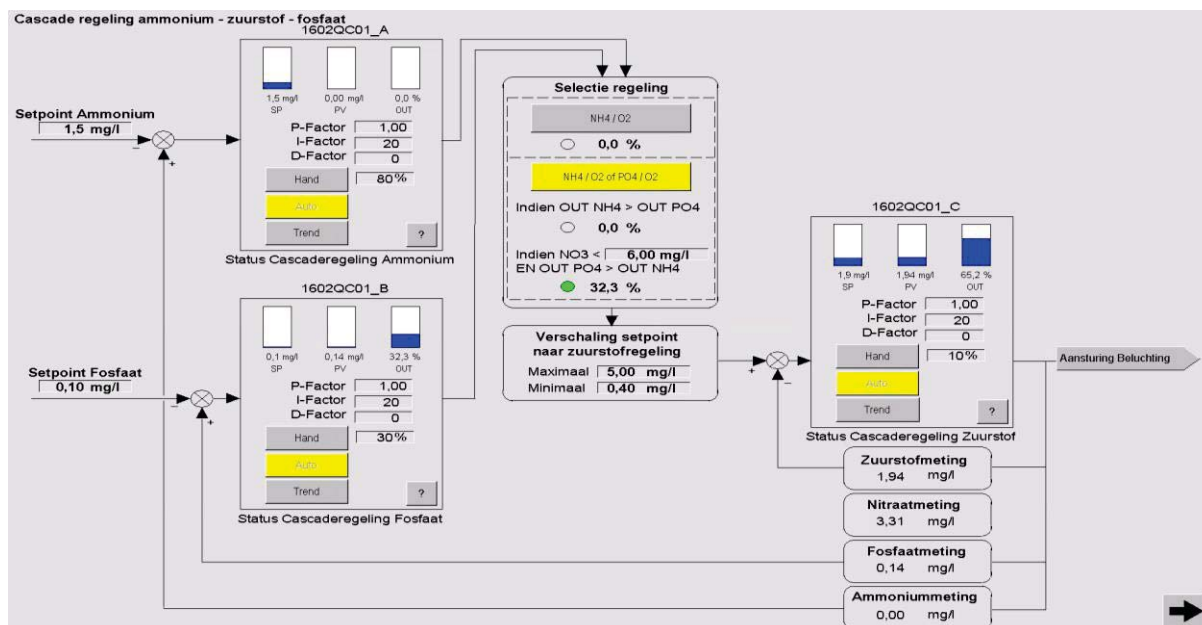 Cascade regeling ammonium - zuurstof - fosfaat
1602QC01_A
1,5 mg/l 0,00 mg/l 0,0 %
SP PV OUT
Setpoint Ammonium
1,5 mg/l
P-Factor 1,00
I-Factor 20
D-Factor 0
Hand 80%
Auto
Trend ?
Status Cascaderegeling Ammonium
1602QC01_B
0,1 mg/l 0,14 mg/l 32,3 %
SP PV OUT
Setpoint Fosfaat
0,10 mg/l
P-Factor 1,00
I-Factor 20
D-Factor 0
Hand 30%
Auto
Trend ?
Status Cascaderegeling Fosfaat
Selectie regeling
NH4 / O2
0,0 %
NH4 / O2 of PO4 / O2
Indien OUT NH4 > OUT PO4
0,0 %
Indien NO3 < 6,00 mg/l
EN OUT PO4 > OUT NH4
32,3 %
Verschaling setpoint
naar zuurstofregeling
Maximaal 5,00 mg/l
Minimaal 0,40 mg/l
1602QC01_C
1,9 mg/l 1,94 mg/l 65,2 %
SP PV OUT
P-Factor 1,00
I-Factor 20
D-Factor 0
Hand 10%
Auto
Trend ?
Status Cascaderegeling Zuurstof
Aansturing Beluchting
Zuurstofmeting
1,94 mg/l
Nitraatmeting
3,31 mg/l
Fosfaatmeting
0,14 mg/l
Ammoniummeting
0,00 mg/l